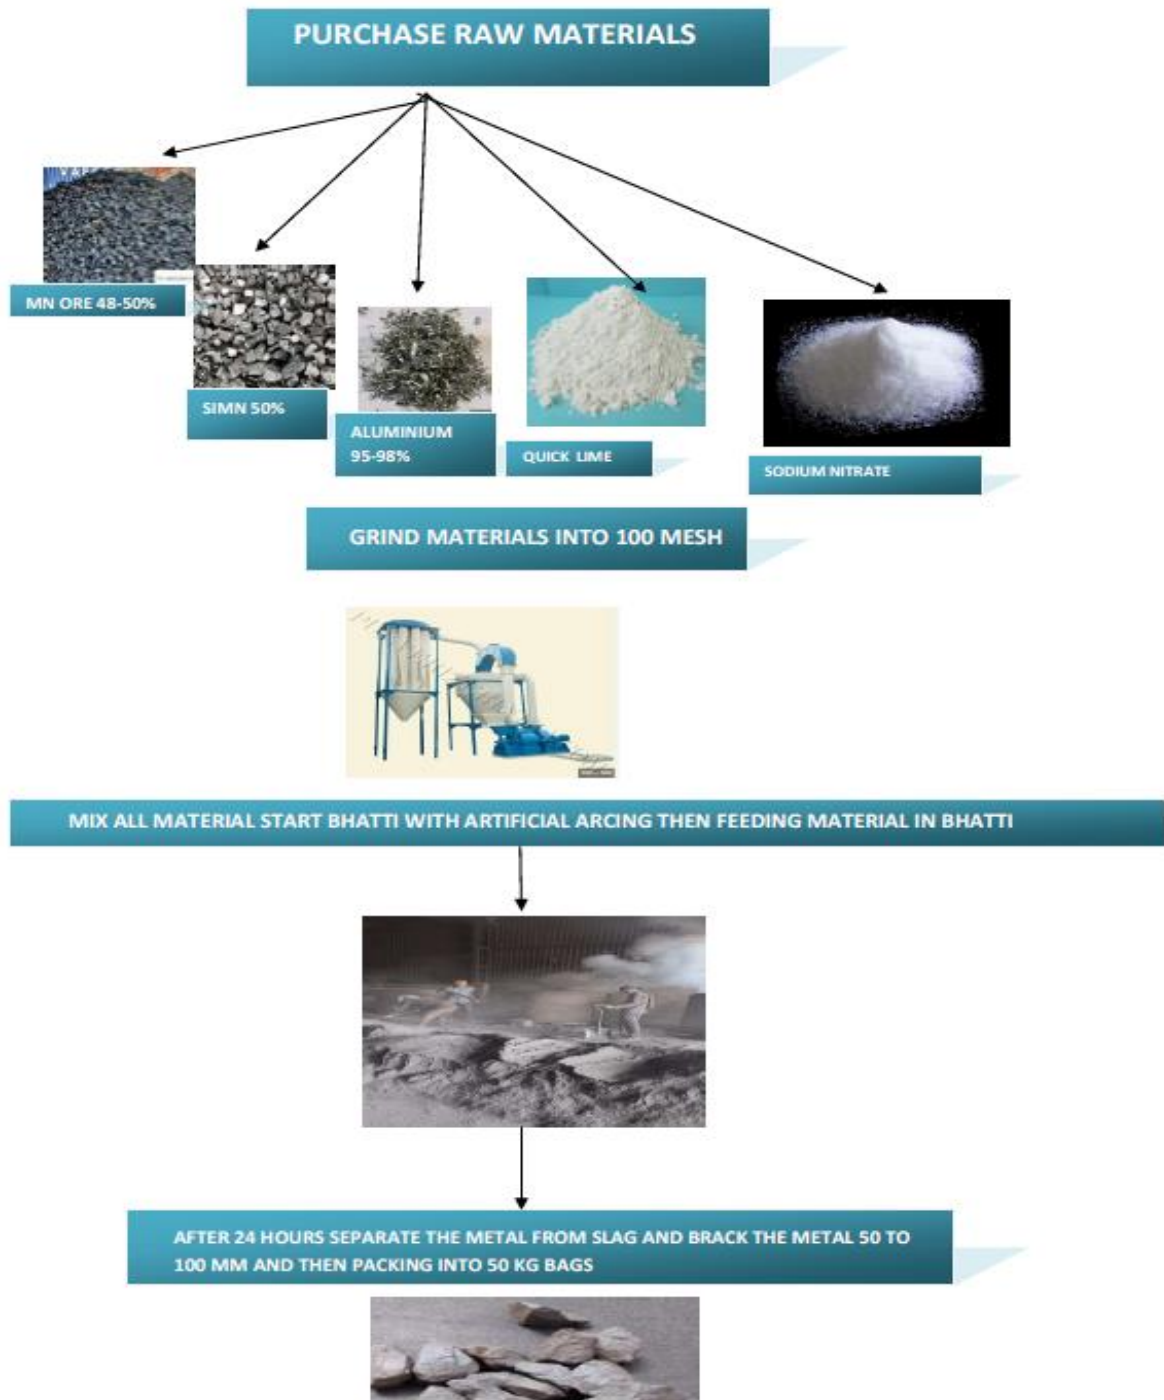 PURCHASE RAW MATERIALS
MN ORE 48-50%
SIMN 50%
ALUMINIUM
95-98%
QUICK LIME
SODIUM NITRATE
GRIND MATERIALS INTO 100 MESH
MIX ALL MATERIAL START BHATTI WITH ARTIFICIAL ARCING THEN FEEDING MATERIAL IN BHATTI
AFTER 24 HOURS SEPARATE THE METAL FROM SLAG AND BRACK THE METAL 50 TO
100 MM AND THEN PACKING INTO 50 KG BAGS